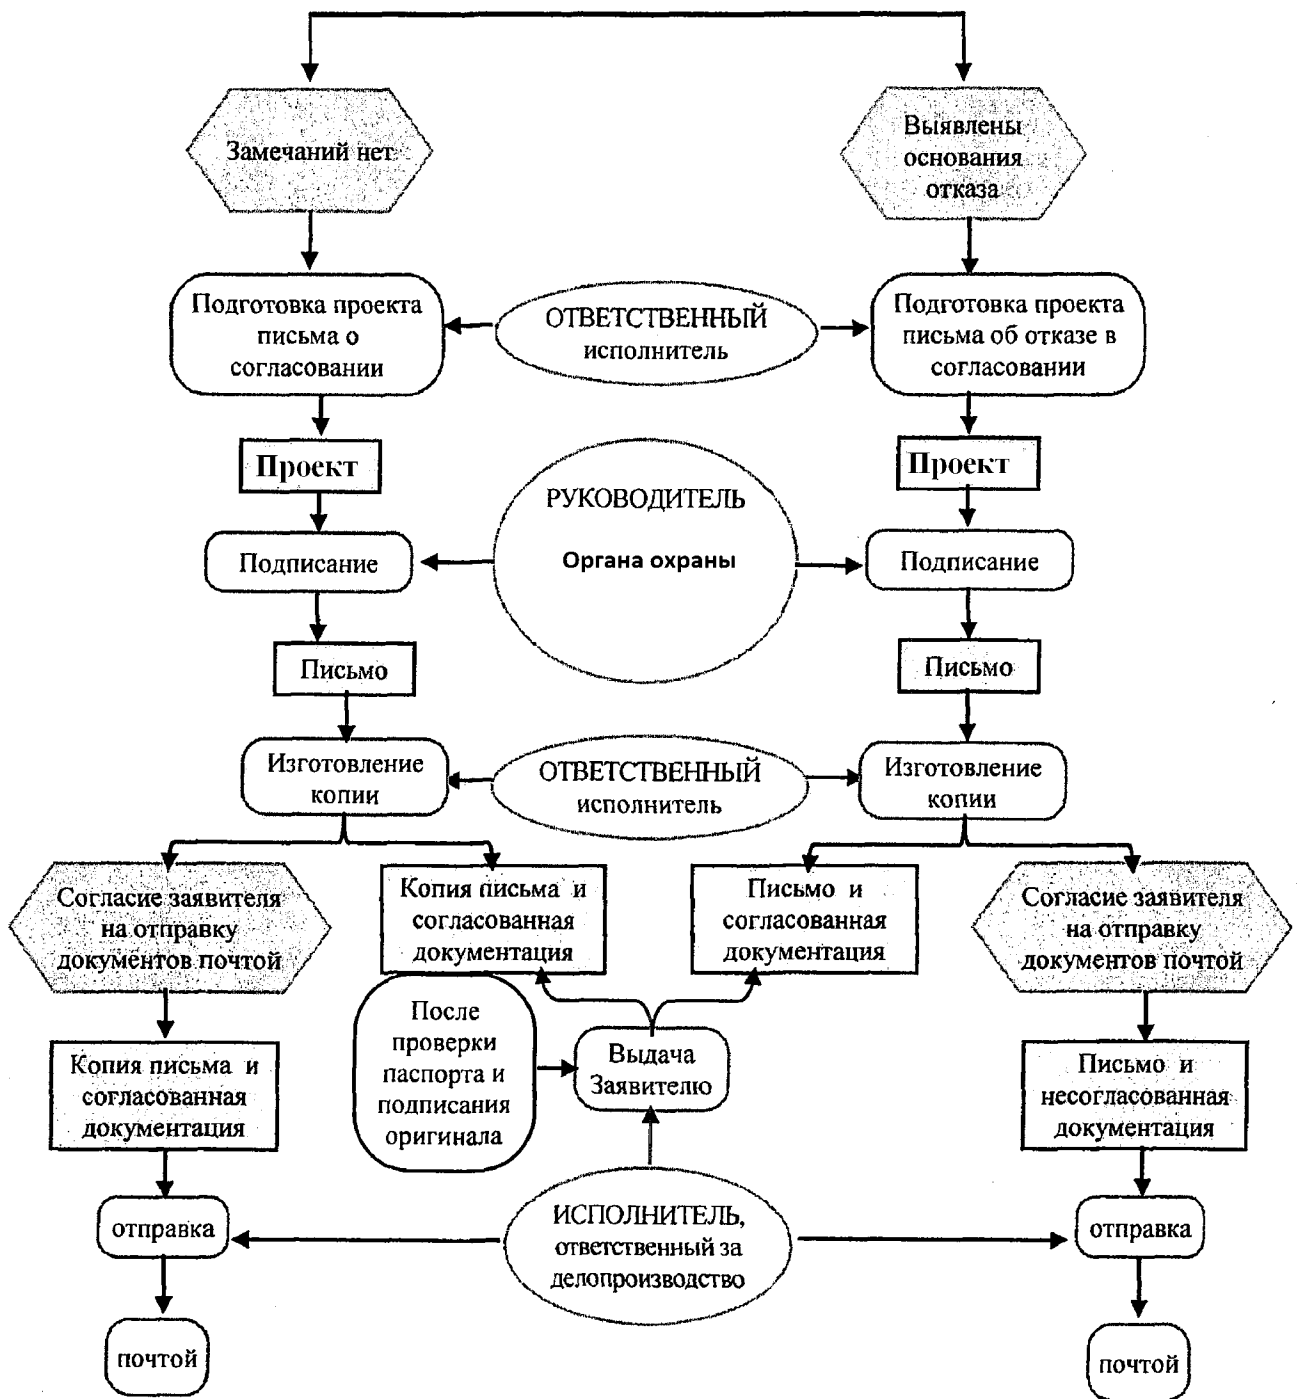 Замечаний нет
Выявлены
основания
отказа
Подготовка проекта
письма о
согласовании
ОТВЕТСТВЕННЫЙ
исполнитель
Подготовка проекта
письма об отказе в
согласовании
Проект
РУКОВОДИТЕЛЬ
Органа охраны
Проект
Подписание
Подписание
Письмо
Письмо
Изготовление
копии
ОТВЕТСТВЕННЫЙ
исполнитель
Изготовление
копии
Согласие заявителя
на отправку
документов почтой
Копия письма и
согласованная
документация
Письмо и
согласованная
документация
Согласие заявителя
на отправку
документов почтой
После
проверки
паспорта и
подписания
оригинала
Выдача
Заявителю
Копия письма и
согласованная
документация
Письмо и
несогласованная
документация
отправка
ИСПОЛНИТЕЛЬ,
ответственный за
делопроизводство
отправка
почтой
почтой